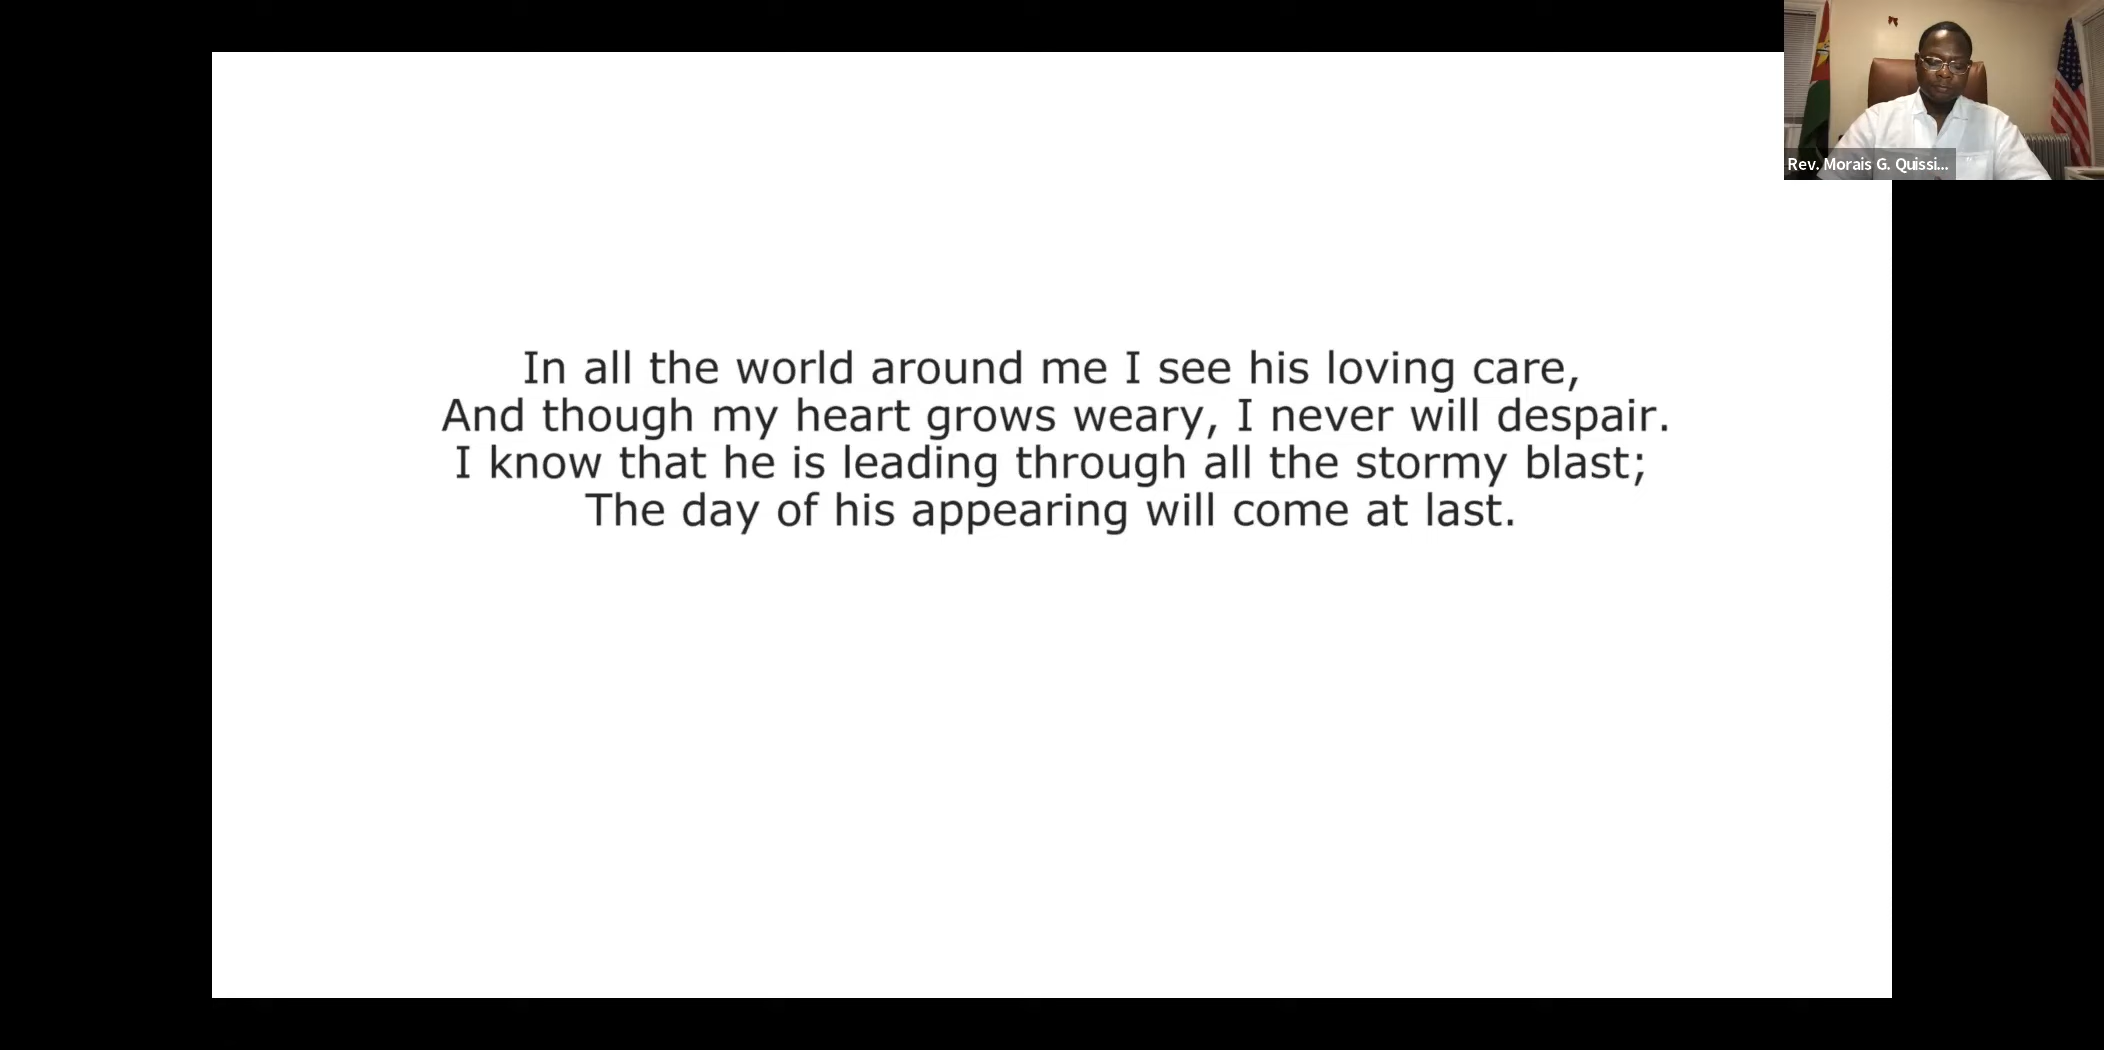 In all the world around me I see his loving care,
And though my heart grows weary, I never will despair.
I know that he is leading through all the stormy blast;
The day of his appearing will come at last.
Rev. Morais G. Quissi...